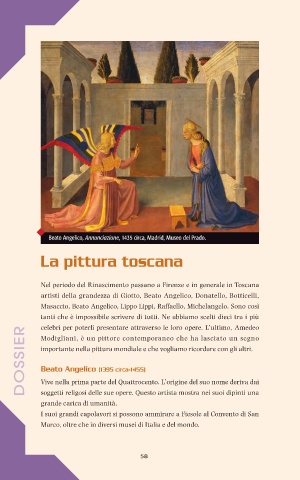 Beato Angelico, Annunciazione, 1435 circa, Madrid, Museo del Prado.
La pittura toscana
Nel periodo del Rinascimento passano a Firenze e in generale in Toscana
artisti della grandezza di Giotto, Beato Angelico, Donatello, Botticelli,
Masaccio, Beato Angelico, Lippo Lippi, Raffaello, Michelangelo. Sono così
tanti che è impossibile scrivere di tutti. Ne abbiamo scelti dieci tra i più
celebri per poterli presentare attraverso le loro opere. L'ultimo, Amedeo
Modigliani, è un pittore contemporaneo che ha lasciato un segno
importante nella pittura mondiale e che vogliamo ricordare con gli altri.
Beato Angelico (1395 circa-1455)
Vive nella prima parte del Quattrocento. L'origine del suo nome deriva dai
soggetti religiosi delle sue opere. Questo artista mostra nei suoi dipinti una
grande carica di umanità.
I suoi grandi capolavori si possono ammirare a Fiesole al Convento di San
Marco, oltre che in diversi musei di Italia e del mondo.
DOSSIER
58